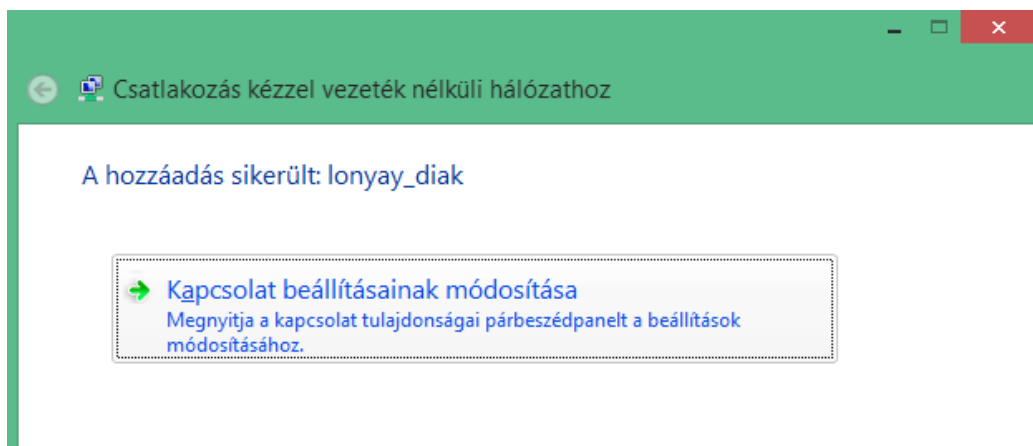 Csatlakozás kézzel vezeték nélküli hálózathoz
A hozzáadás sikerült: lonyay_diak
Kapcsolat beállításainak módosítása
Megnyitja a kapcsolat tulajdonságai párbeszédpanelt a beállítások
módosításához.